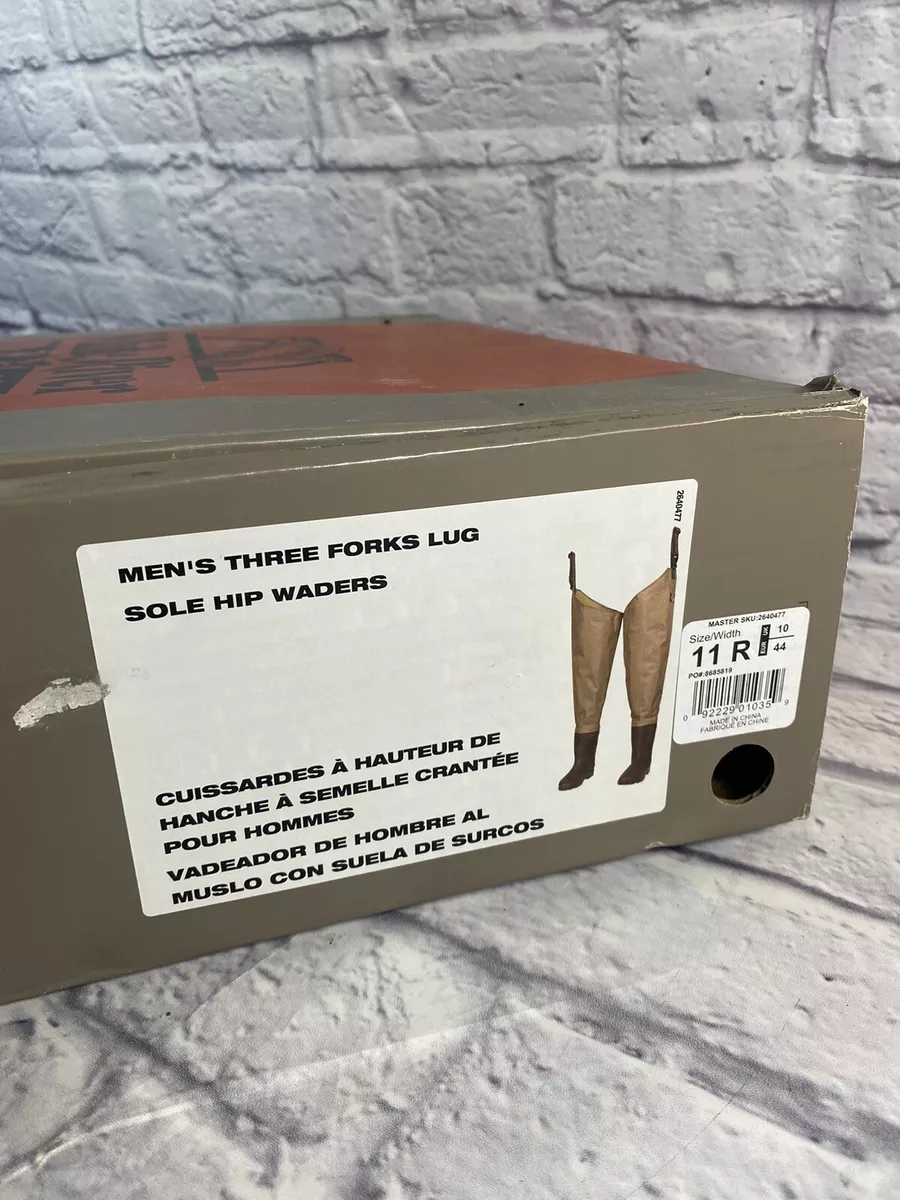 MEN'S THREE FORKS LUG
SOLE HIP WADERS
CUISSARDES À HAUTEUR DE
HANCHE À SEMELLE CRANTÉE
POUR HOMMES
VADEADOR DE HOMBRE AL
MUSLO CON SUELA DE SURCOS
2640477
MASTER SKU:2640477
Size/Width
11 R
UK 10
EUR 44
PO#:8685819
0 92229 01035 9
MADE IN CHINA
FABRIQUÉ EN CHINE